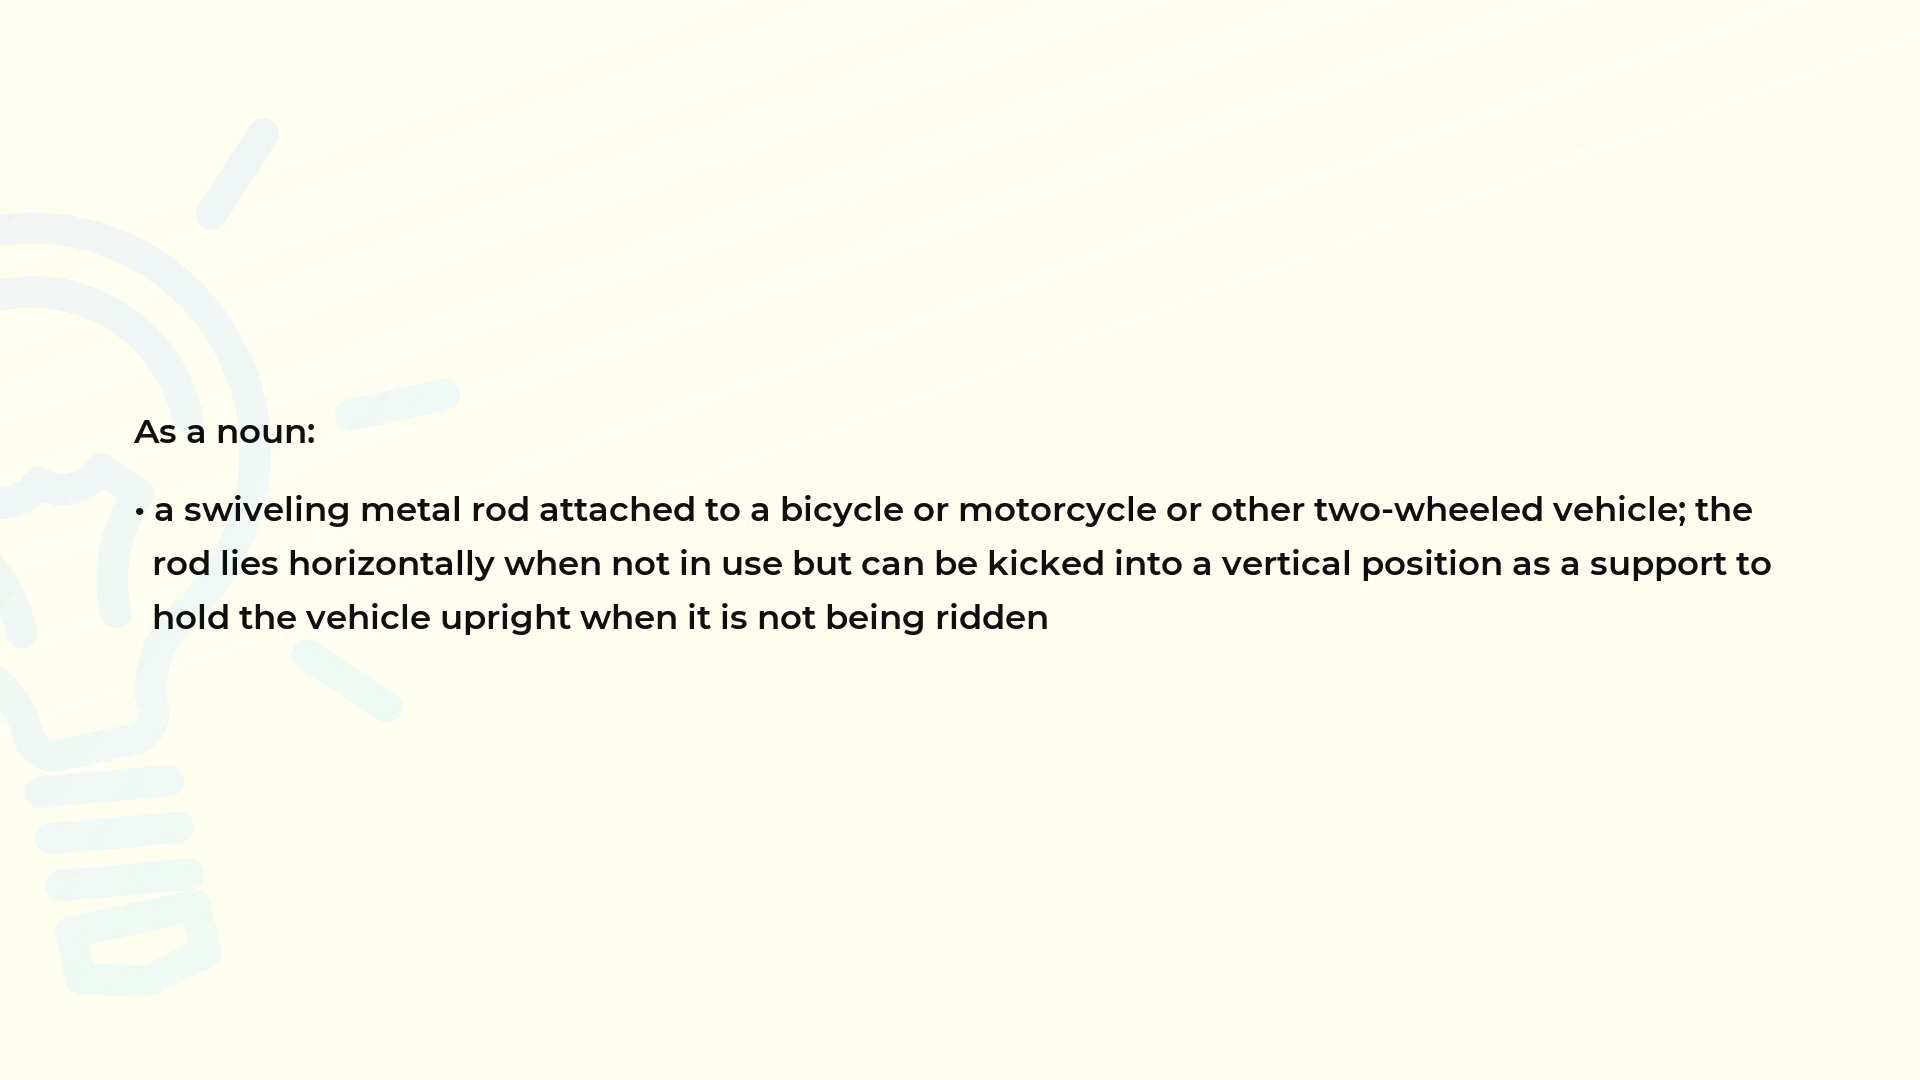 As a noun:
• a swiveling metal rod attached to a bicycle or motorcycle or other two-wheeled vehicle; the
rod lies horizontally when not in use but can be kicked into a vertical position as a support to
hold the vehicle upright when it is not being ridden